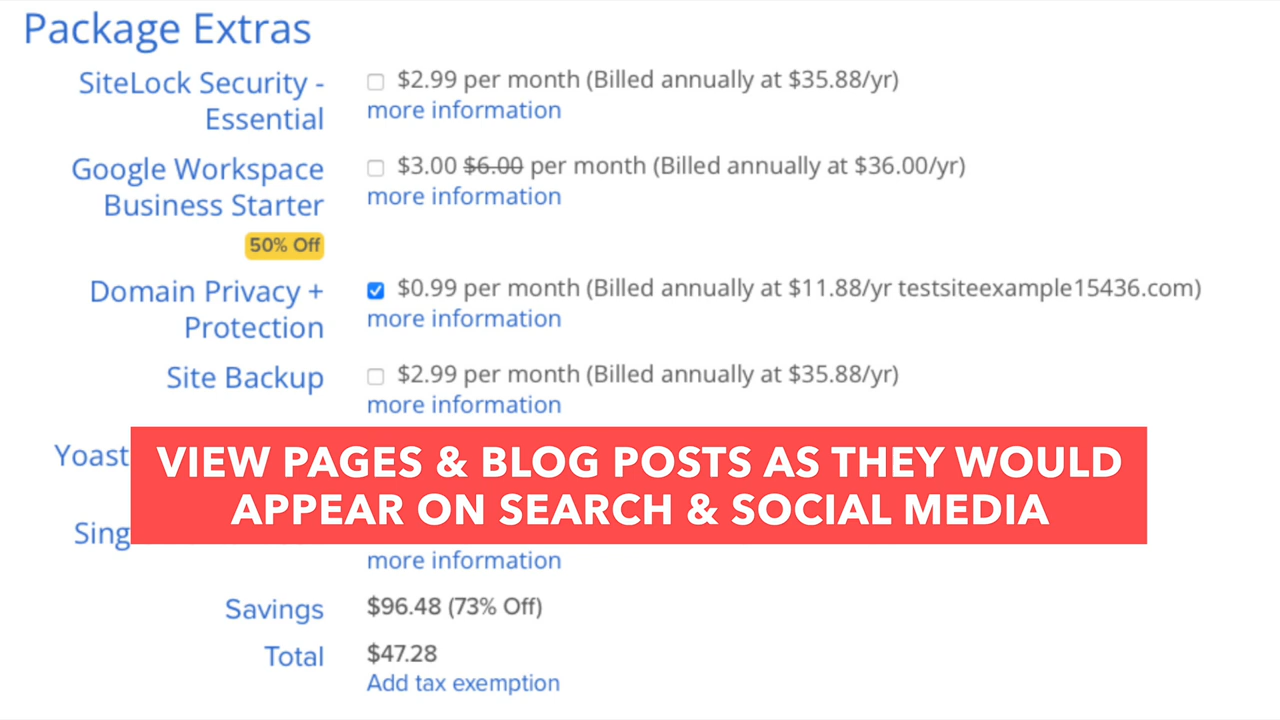 Package Extras
SiteLock Security -
Essential
$2.99 per month (Billed annually at $35.88/yr)
more information
Google Workspace
Business Starter
50% Off
$3.00 $6.00 per month (Billed annually at $36.00/yr)
more information
Domain Privacy +
Protection
$0.99 per month (Billed annually at $11.88/yr testsiteexample15436.com)
more information
Site Backup
$2.99 per month (Billed annually at $35.88/yr)
more information
Yoast
VIEW PAGES & BLOG POSTS AS THEY WOULD
APPEAR ON SEARCH & SOCIAL MEDIA
more information
Savings
$96.48 (73% Off)
Total
$47.28
Add tax exemption